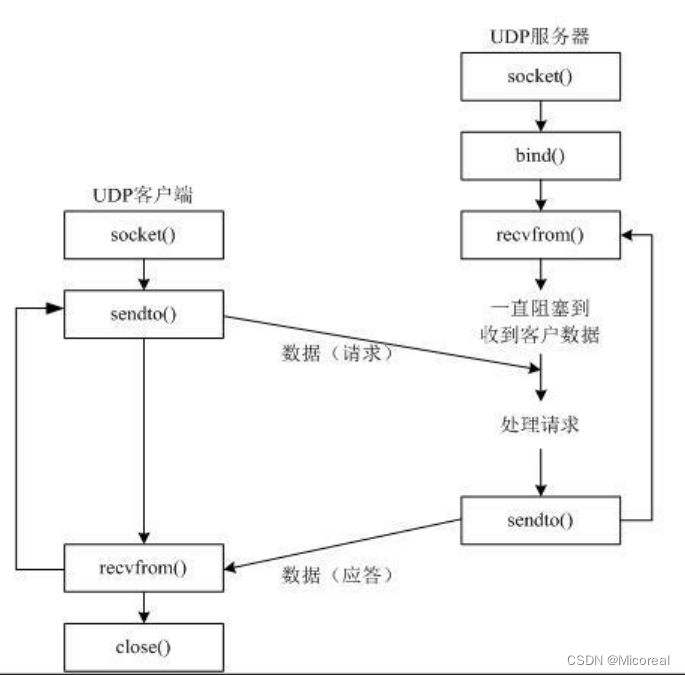 UDP服务器
socket()
bind()
UDP客户端
socket()
recvfrom()
sendto()
一直阻塞到
收到客户数据
数据（请求）
处理请求
sendto()
recvfrom()
数据（应答）
close()
CSDN @Micoreal